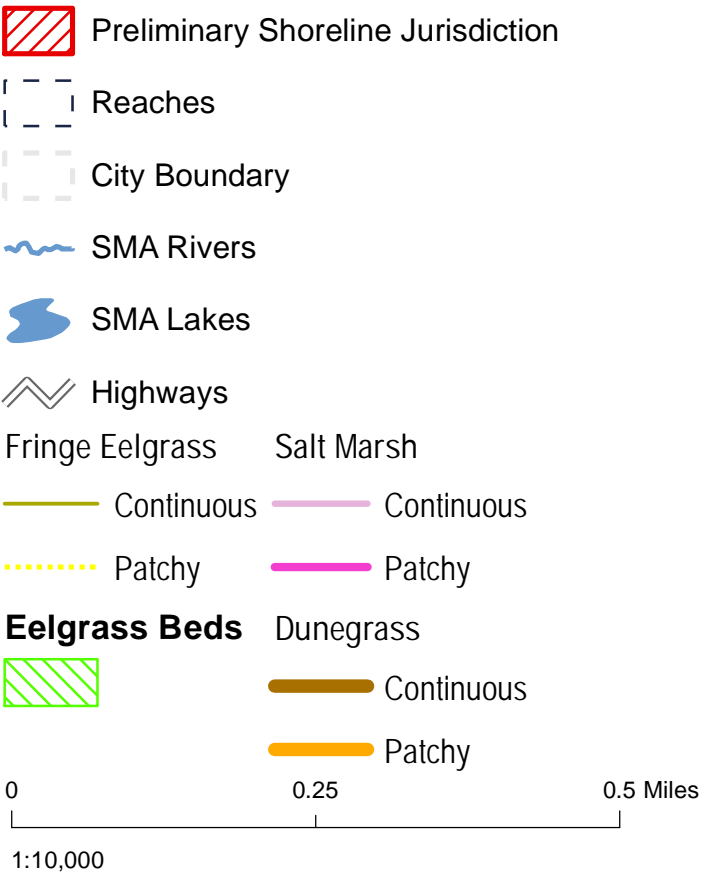 Preliminary Shoreline Jurisdiction
Reaches
City Boundary
SMA Rivers
SMA Lakes
Highways
Fringe Eelgrass Salt Marsh
Continuous Continuous
Patchy Patchy
Eelgrass Beds Dunegrass
Continuous
Patchy
0 0.25 0.5 Miles
1:10,000